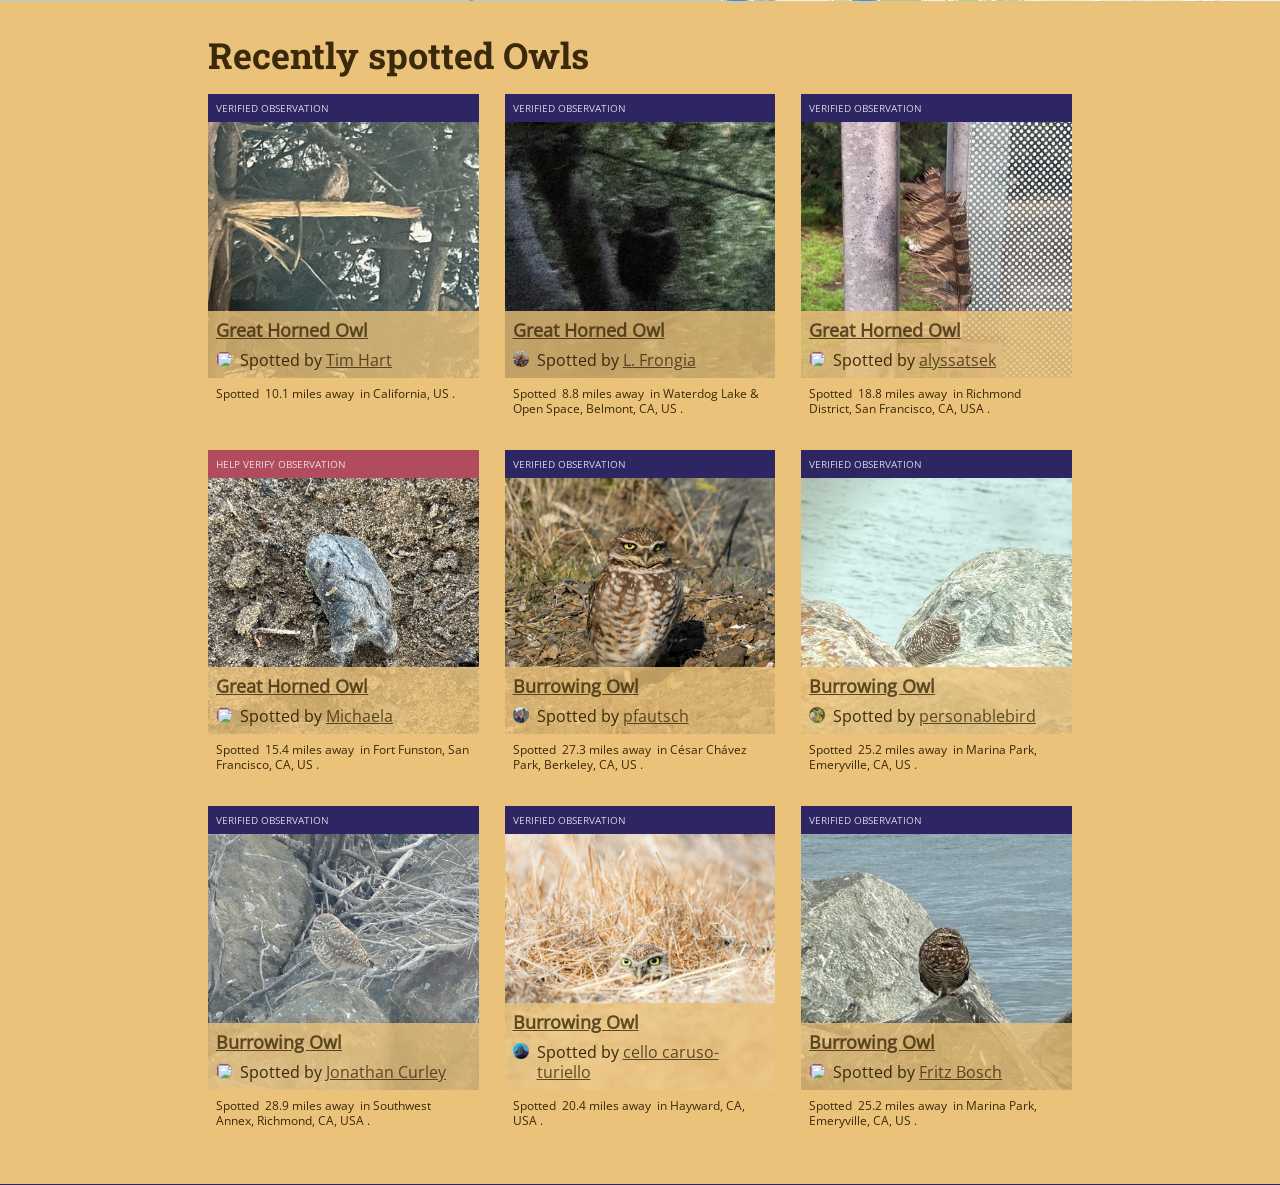 Recently spotted Owls
VERIFIED OBSERVATION
Great Horned Owl
Spotted by Tim Hart
Spotted 10.1 miles away in California, US .
VERIFIED OBSERVATION
Great Horned Owl
Spotted by L. Frongia
Spotted 8.8 miles away in Waterdog Lake &
Open Space, Belmont, CA, US .
VERIFIED OBSERVATION
Great Horned Owl
Spotted by alyssatsek
Spotted 18.8 miles away in Richmond
District, San Francisco, CA, USA .
HELP VERIFY OBSERVATION
Great Horned Owl
Spotted by Michaela
Spotted 15.4 miles away in Fort Funston, San
Francisco, CA, US .
VERIFIED OBSERVATION
Burrowing Owl
Spotted by pfautsch
Spotted 27.3 miles away in César Chávez
Park, Berkeley, CA, US .
VERIFIED OBSERVATION
Burrowing Owl
Spotted by personablebird
Spotted 25.2 miles away in Marina Park,
Emeryville, CA, US .
VERIFIED OBSERVATION
Burrowing Owl
Spotted by Jonathan Curley
Spotted 28.9 miles away in Southwest
Annex, Richmond, CA, USA .
VERIFIED OBSERVATION
Burrowing Owl
Spotted by cello caruso-
turiello
Spotted 20.4 miles away in Hayward, CA,
USA .
VERIFIED OBSERVATION
Burrowing Owl
Spotted by Fritz Bosch
Spotted 25.2 miles away in Marina Park,
Emeryville, CA, US .